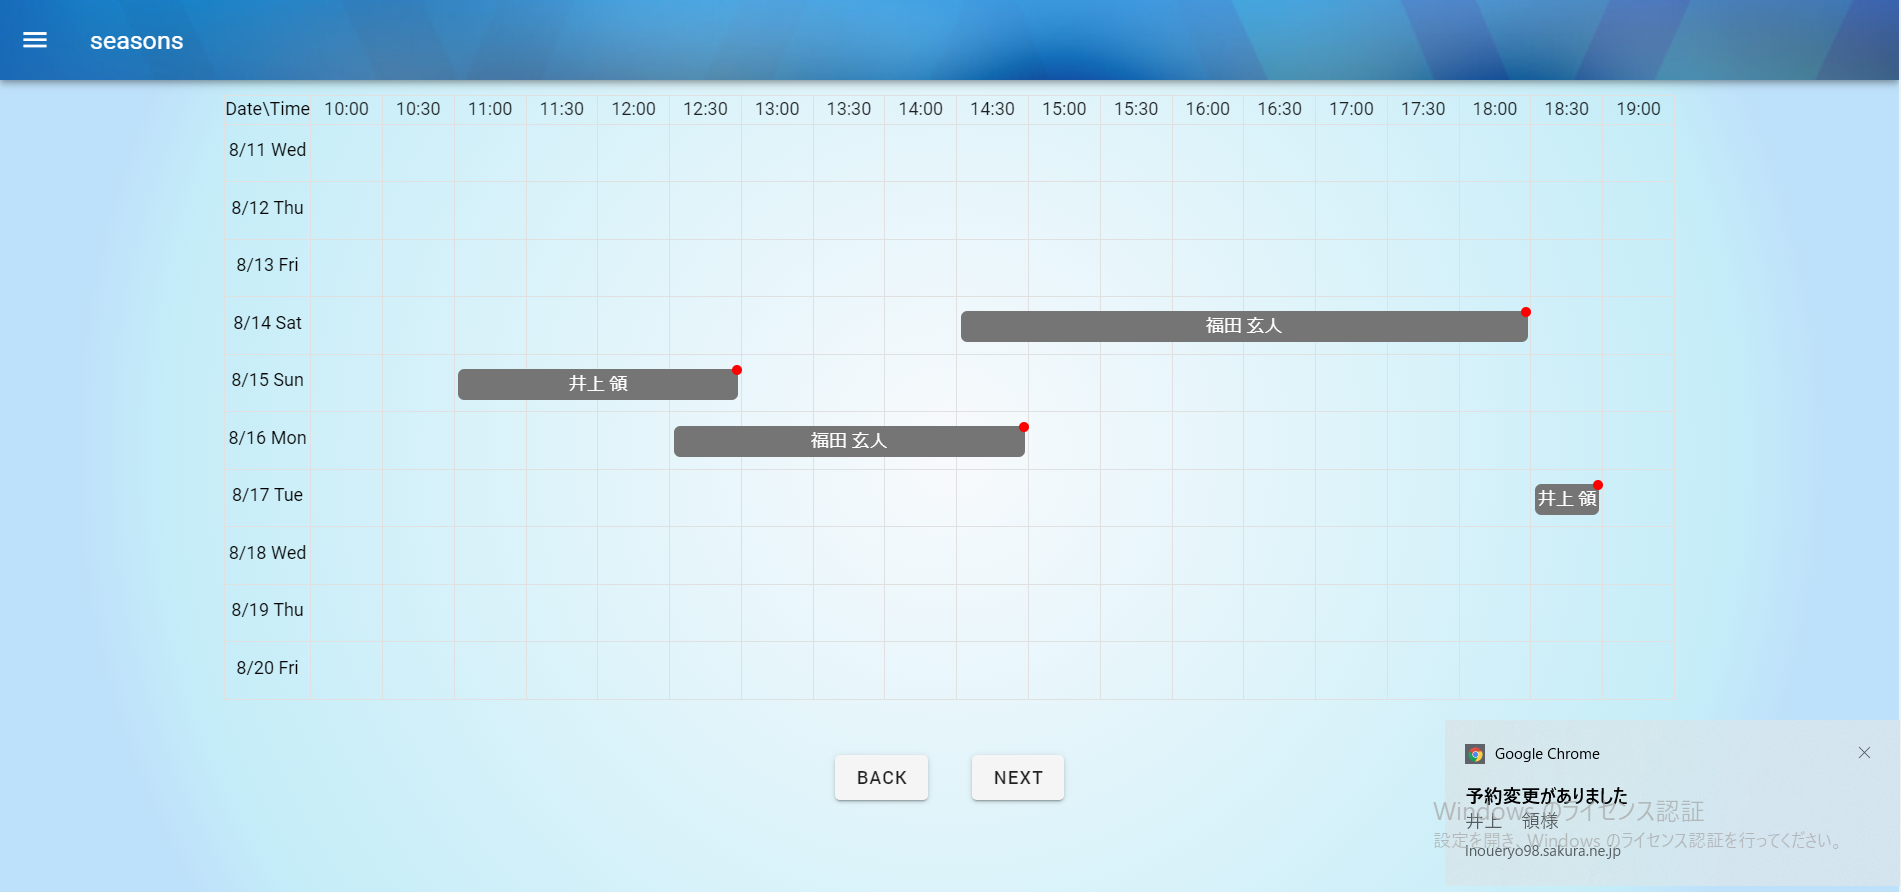 seasons
Date\Time 10:00 10:30 11:00 11:30 12:00 12:30 13:00 13:30 14:00 14:30 15:00 15:30 16:00 16:30 17:00 17:30 18:00 18:30 19:00
8/11 Wed
8/12 Thu
8/13 Fri
8/14 Sat 福田 玄人
8/15 Sun 井上 領
8/16 Mon 福田 玄人
8/17 Tue 井上 領
8/18 Wed
8/19 Thu
8/20 Fri
BACK NEXT
Google Chrome
予約変更がありました
Windows のライセンス認証
井上　領様
設定を開き、Windows のライセンス認証を行ってください。
inoueryo98.sakura.ne.jp